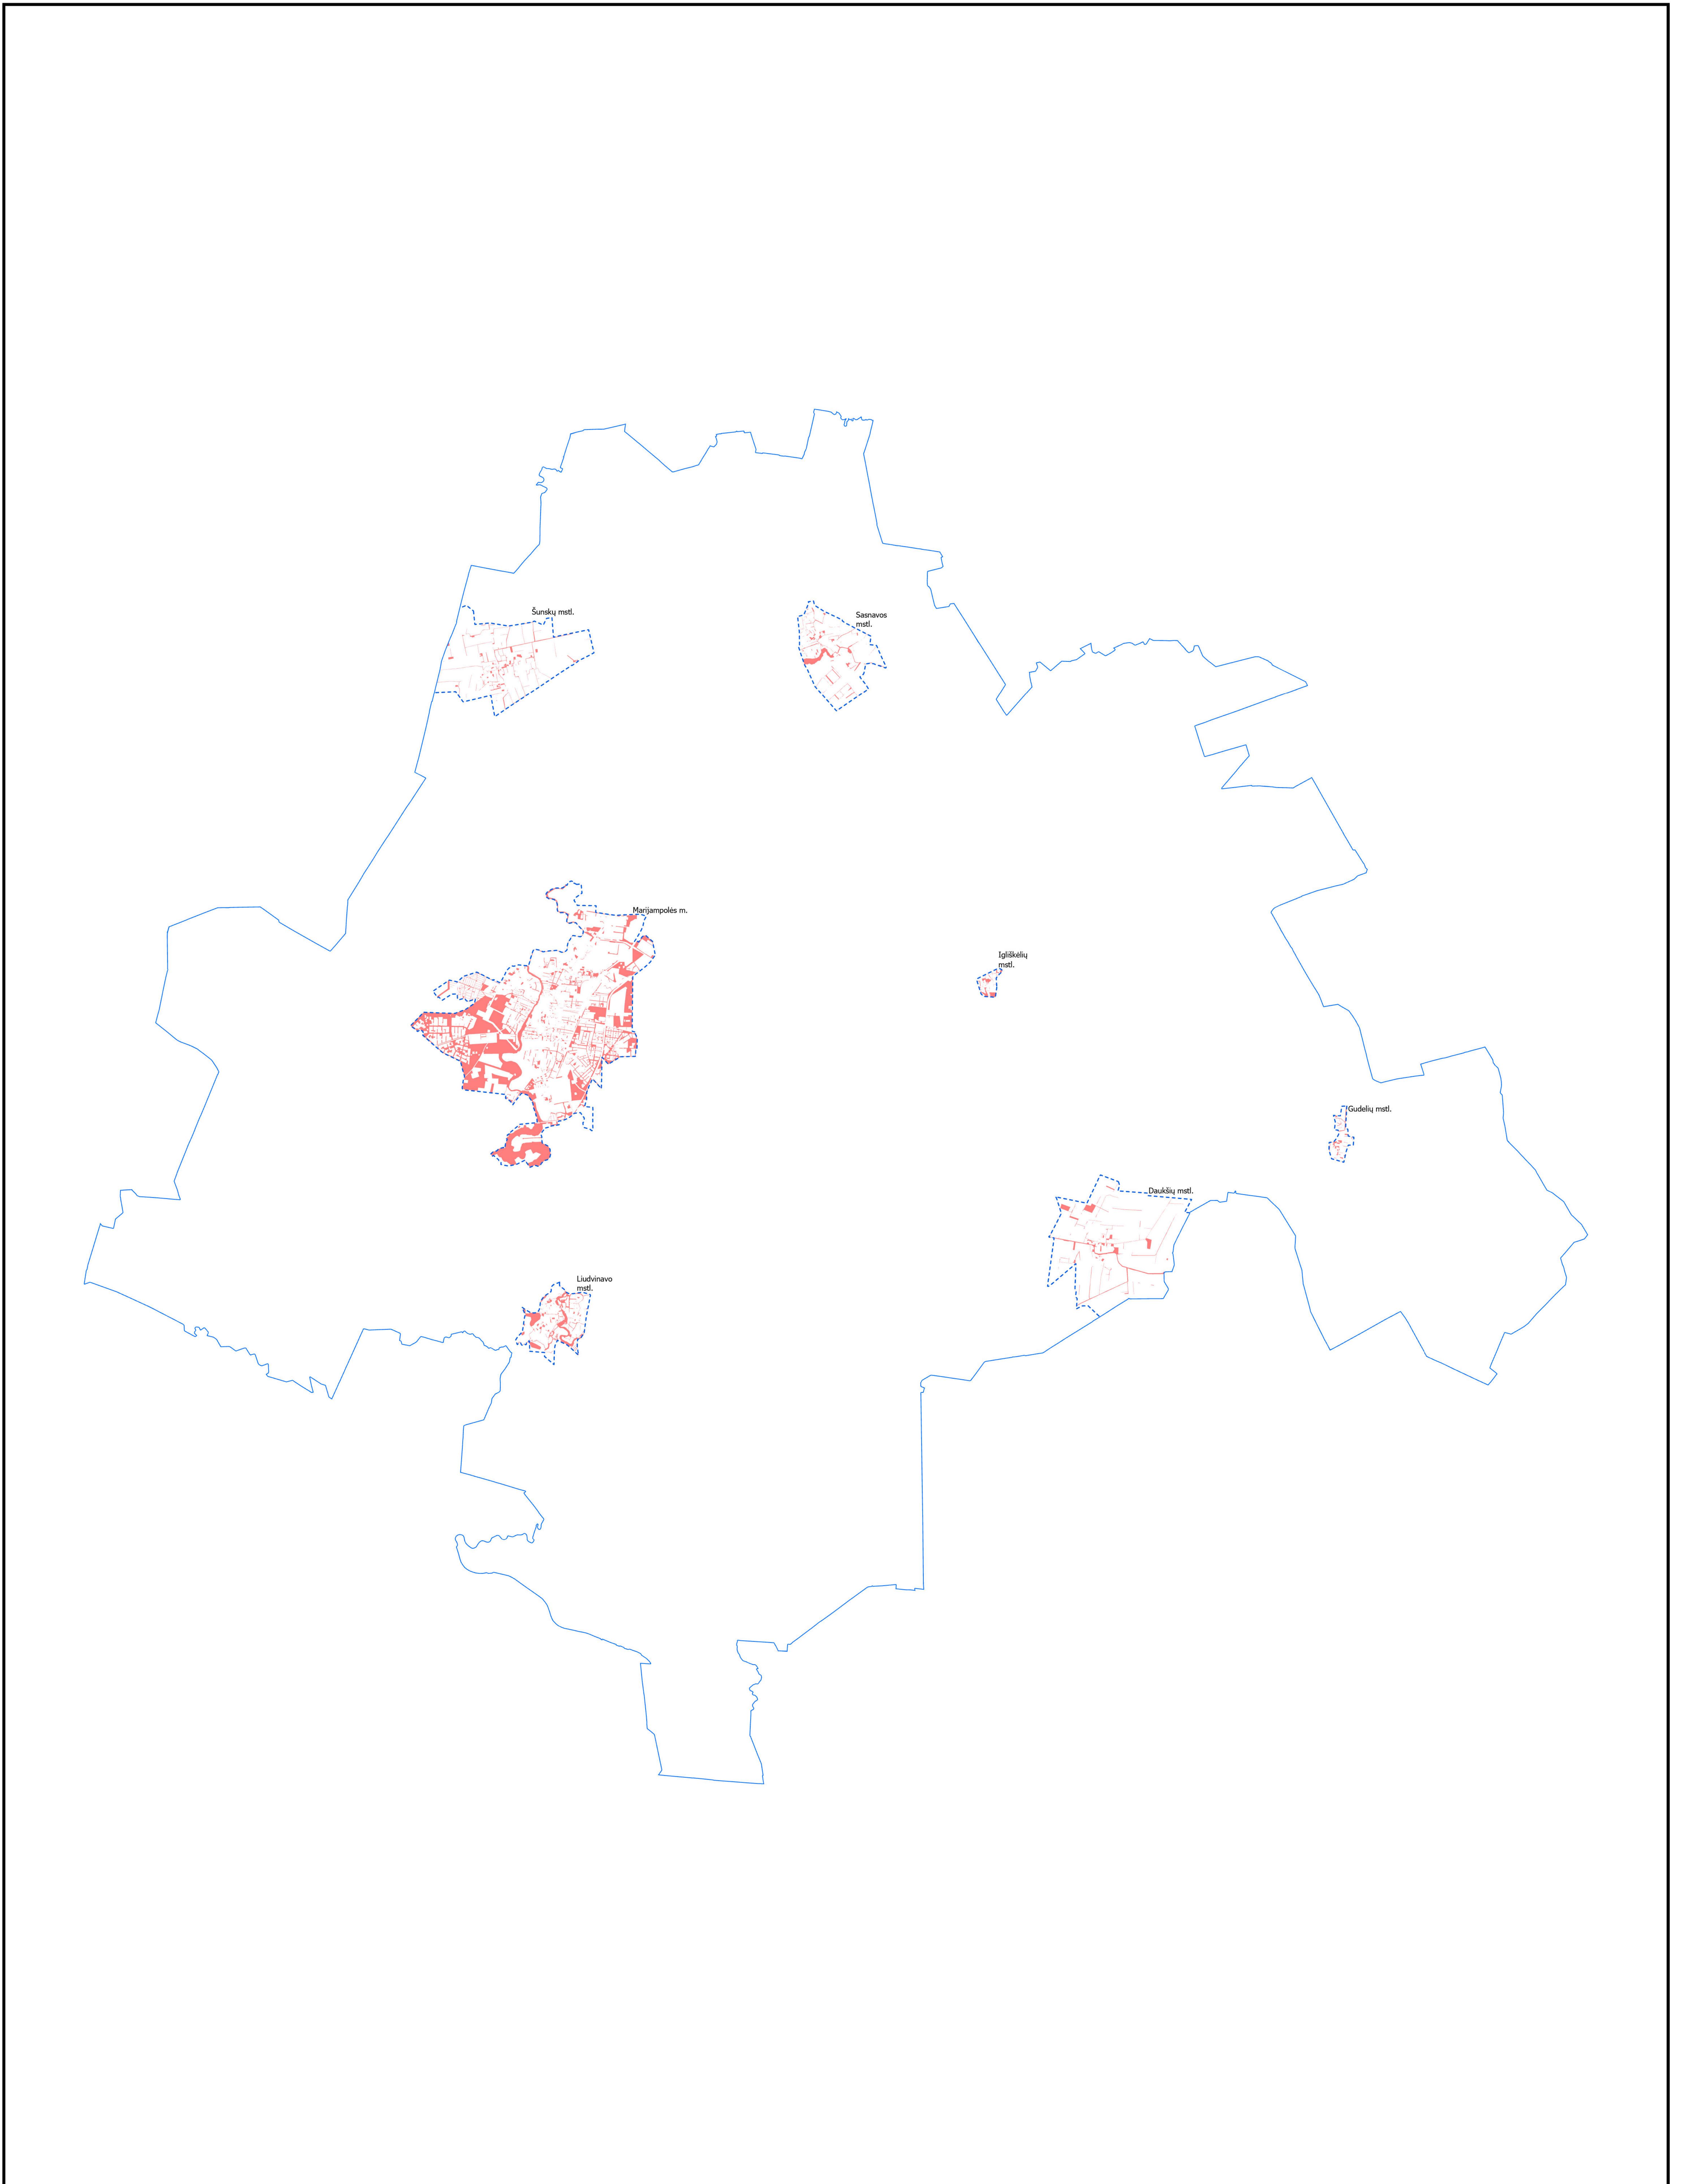 Šunskų mstl.
Sasnavos
mstl.
Marijampolės m.
Igliškėlių
mstl.
Gudelių mstl.
Daukšių mstl.
Liudvinavo
mstl.